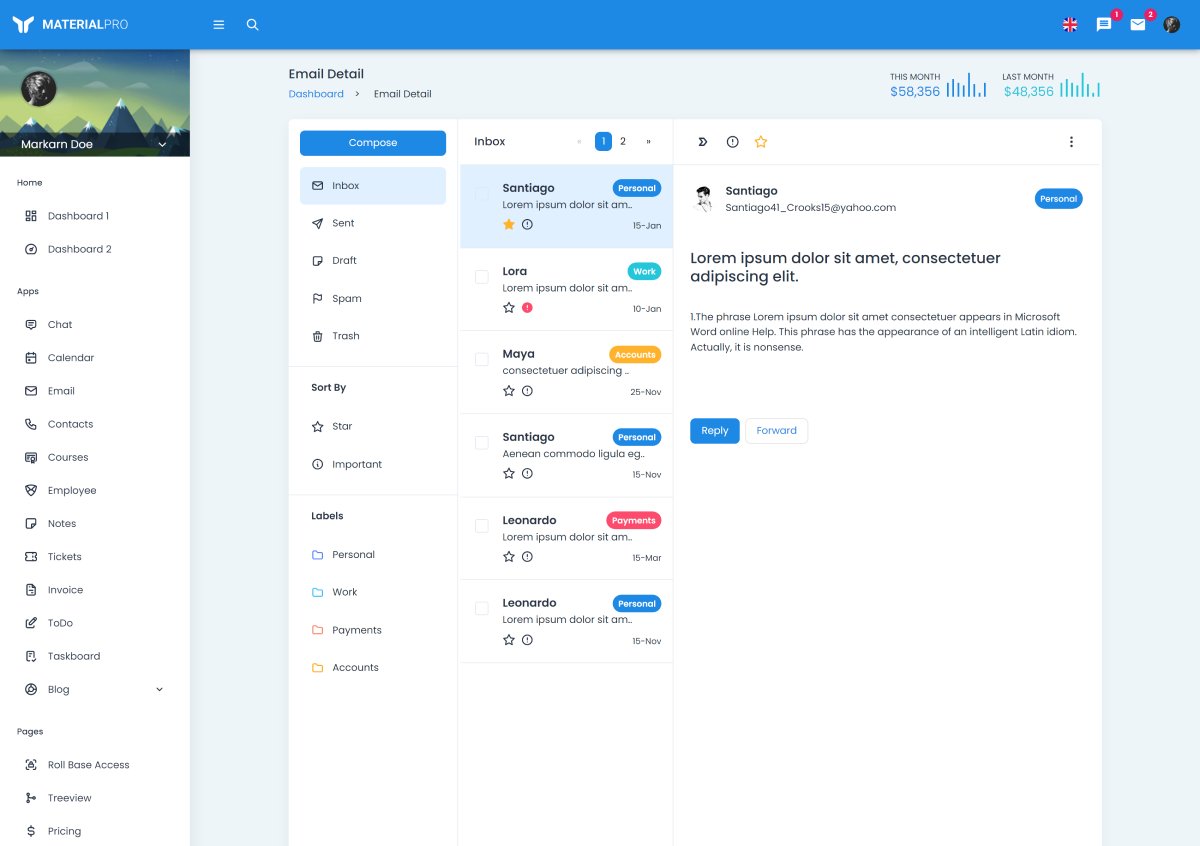 MATERIALPRO
1
2
Markarn Doe
Home
Dashboard 1
Dashboard 2
Apps
Chat
Calendar
Email
Contacts
Courses
Employee
Notes
Tickets
Invoice
ToDo
Taskboard
Blog
Pages
Roll Base Access
Treeview
Pricing
Email Detail
Dashboard > Email Detail
THIS MONTH
$58,356
LAST MONTH
$48,356
Compose
Inbox
Sent
Draft
Spam
Trash
Sort By
Star
Important
Labels
Personal
Work
Payments
Accounts
Inbox
« 1 2 »
Santiago Personal
Lorem ipsum dolor sit am..
15-Jan
Lora Work
Lorem ipsum dolor sit am..
10-Jan
Maya Accounts
consectetuer adipiscing ..
25-Nov
Santiago Personal
Aenean commodo ligula eg..
15-Nov
Leonardo Payments
Lorem ipsum dolor sit am..
15-Mar
Leonardo Personal
Lorem ipsum dolor sit am..
15-Nov
Santiago
Santiago41_Crooks15@yahoo.com
Personal
Lorem ipsum dolor sit amet, consectetuer
adipiscing elit.
1.The phrase Lorem ipsum dolor sit amet consectetuer appears in Microsoft
Word online Help. This phrase has the appearance of an intelligent Latin idiom.
Actually, it is nonsense.
Reply
Forward